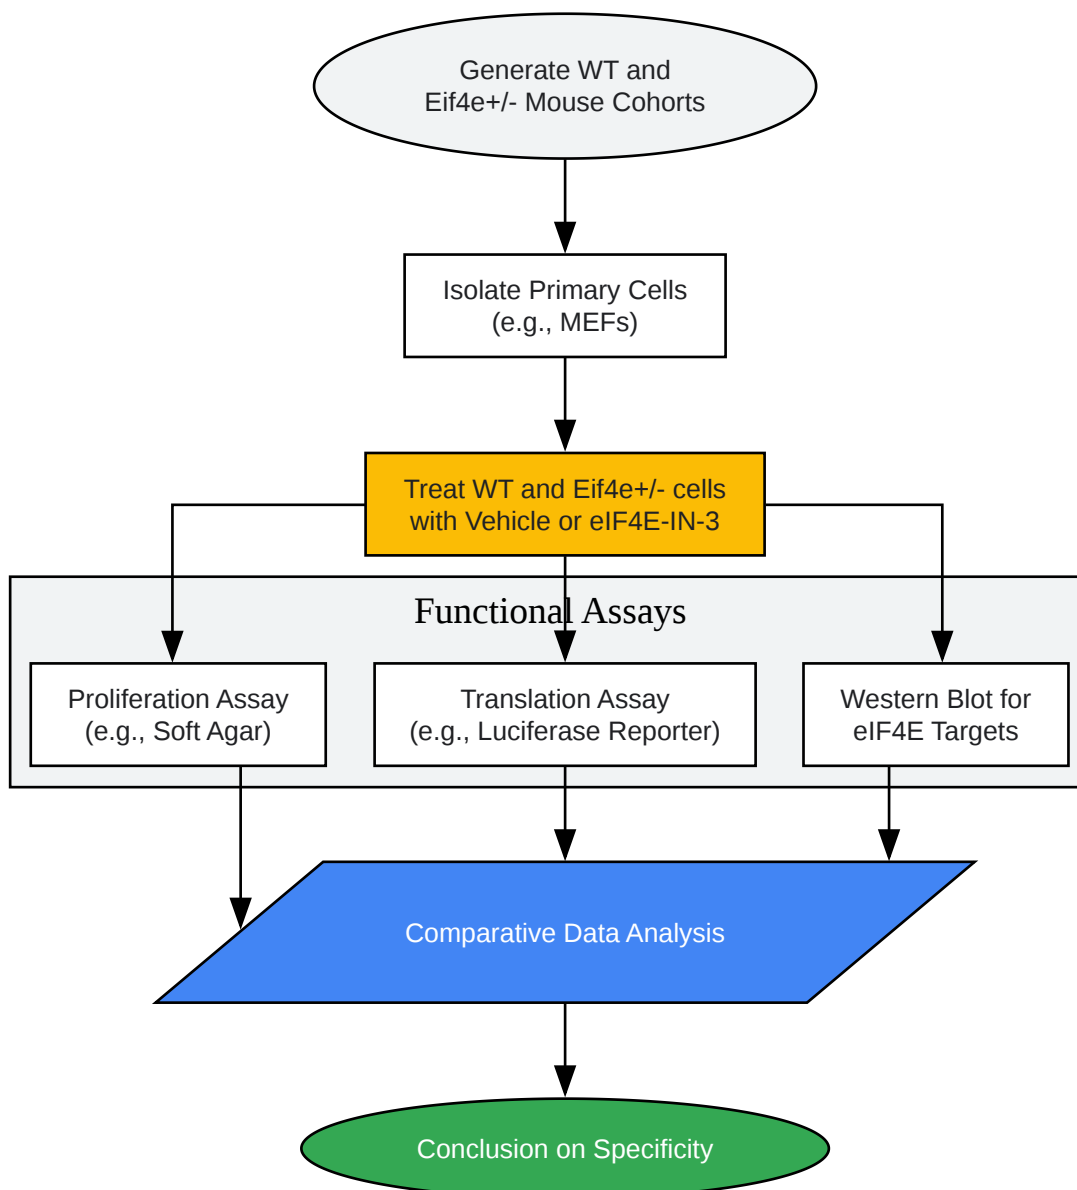 Generate WT and
Eif4e+/- Mouse Cohorts
Isolate Primary Cells
(e.g., MEFs)
Treat WT and Eif4e+/- cells
with Vehicle or eIF4E-IN-3
Functional Assays
Proliferation Assay
(e.g., Soft Agar)
Translation Assay
(e.g., Luciferase Reporter)
Western Blot for
eIF4E Targets
Comparative Data Analysis
Conclusion on Specificity